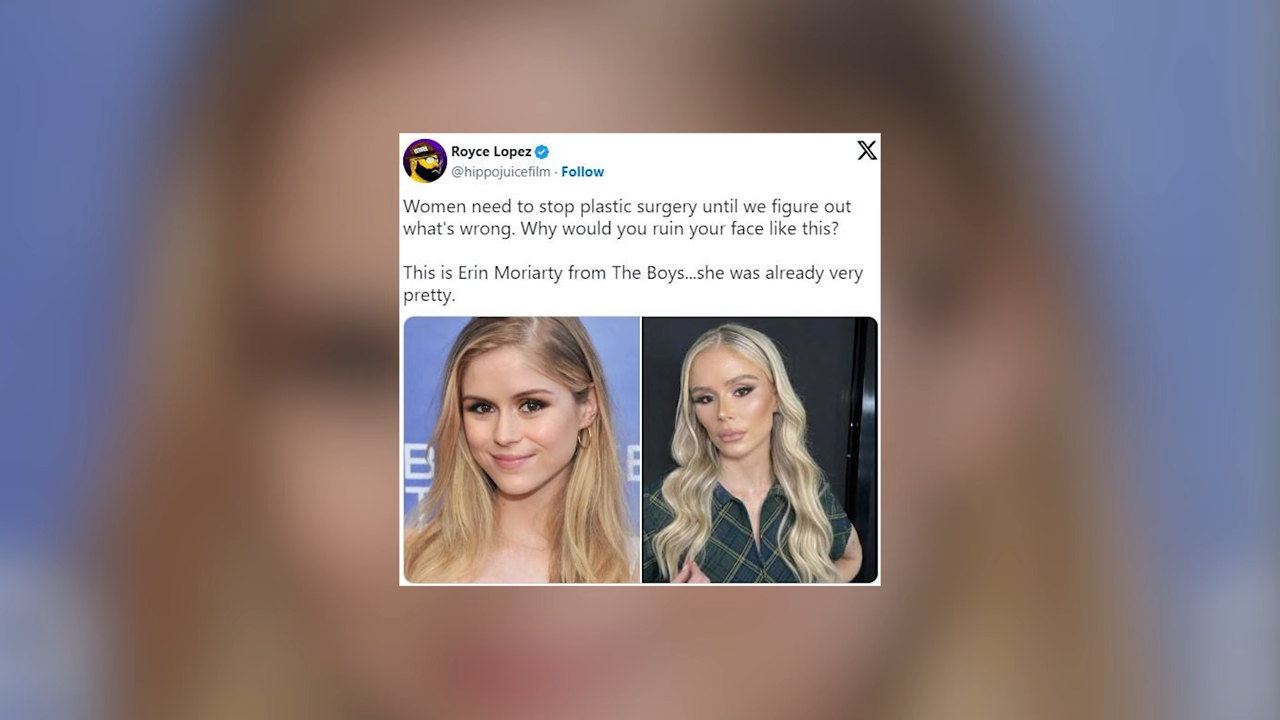 Royce Lopez
@hippojuicefilm · Follow
X
Women need to stop plastic surgery until we figure out
what's wrong. Why would you ruin your face like this?
This is Erin Moriarty from The Boys...she was already very
pretty.